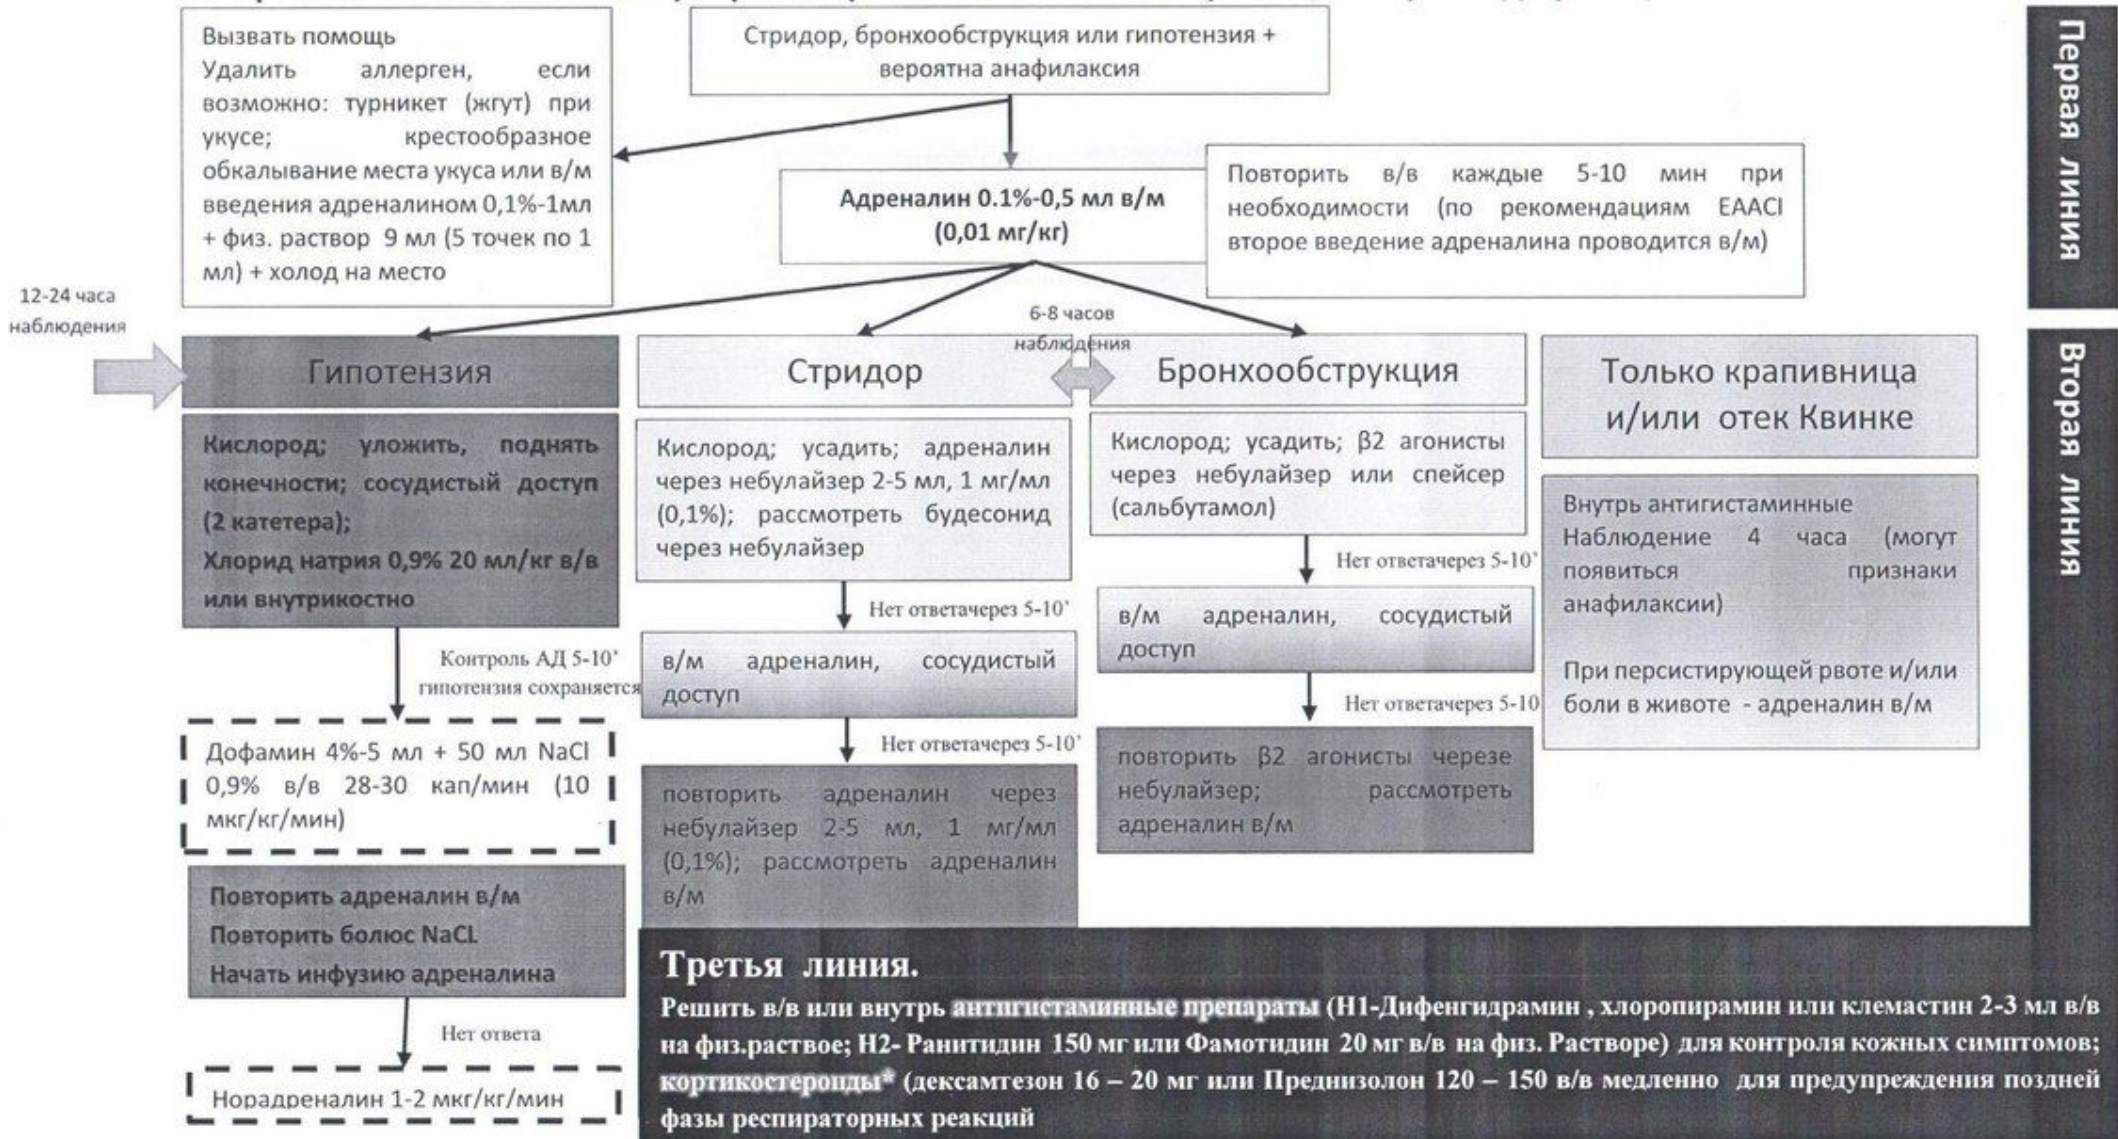 Вызвать помощь
Удалить аллерген, если
возможно: турникет (жгут) при
укусе; крестообразное
обкалывание места укуса или в/м
введения адреналином 0,1%-1мл
+ физ. раствор 9 мл (5 точек по 1
мл) + холод на место
Стридор, бронхообструкция или гипотензия +
вероятна анафилаксия
Адреналин 0.1%-0,5 мл в/м
(0,01 мг/кг)
Повторить в/в каждые 5-10 мин при
необходимости (по рекомендациям EAACI
второе введение адреналина проводится в/м)
Первая линия
12-24 часа
наблюдения
6-8 часов
наблюдения
Гипотензия
Кислород; уложить, поднять
конечности; сосудистый доступ
(2 катетера);
Хлорид натрия 0,9% 20 мл/кг в/в
или внутрикостно
Контроль АД 5-10’
гипотензия сохраняется
Дофамин 4%-5 мл + 50 мл NaCl
0,9% в/в 28-30 кап/мин (10
мкг/кг/мин)
Повторить адреналин в/м
Повторить болюс NaCL
Начать инфузию адреналина
Нет ответа
Норадреналин 1-2 мкг/кг/мин
Стридор
Кислород; усадить; адреналин
через небулайзер 2-5 мл, 1 мг/мл
(0,1%); рассмотреть будесонид
через небулайзер
Нет ответачерез 5-10’
в/м адреналин, сосудистый
доступ
Нет ответачерез 5-10’
повторить адреналин через
небулайзер 2-5 мл, 1 мг/мл
(0,1%); рассмотреть адреналин
в/м
Бронхообструкция
Кислород; усадить; β2 агонисты
через небулайзер или спейсер
(сальбутамол)
Нет ответачерез 5-10’
в/м адреналин, сосудистый
доступ
Нет ответачерез 5-10
повторить β2 агонисты черезе
небулайзер; рассмотреть
адреналин в/м
Только крапивница
и/или отек Квинке
Внутрь антигистаминные
Наблюдение 4 часа (могут
появиться признаки
анафилаксии)
При персистирующей рвоте и/или
боли в животе - адреналин в/м
Вторая линия
Третья линия.
Решить в/в или внутрь антигистаминные препараты (Н1-Дифенгидрамин , хлоропирамин или клемастин 2-3 мл в/в
на физ.раствое; Н2- Ранитидин 150 мг или Фамотидин 20 мг в/в на физ. Растворе) для контроля кожных симптомов;
кортикостероиды* (дексамтезон 16 – 20 мг или Преднизолон 120 – 150 в/в медленно для предупреждения поздней
фазы респираторных реакций